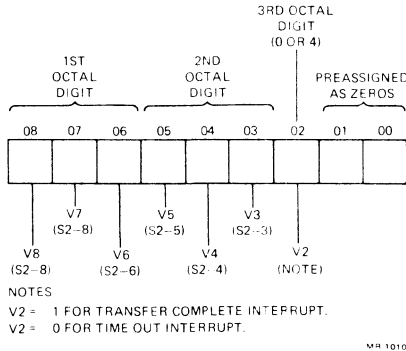 3RD OCTAL
DIGIT
(0 OR 4)
1ST
OCTAL
DIGIT
2ND
OCTAL
DIGIT
PREASSIGNED
AS ZEROS
08 07 06 05 04 03 02 01 00
V7
(S2--8)
V5
(S2--5)
V3
(S2--3)
V8
(S2--8)
V6
(S2--6)
V4
(S2--4)
V2
(NOTE)
NOTES
V2 = 1 FOR TRANSFER COMPLETE INTERRUPT.
V2 = 0 FOR TIME OUT INTERRUPT.
MR 1010